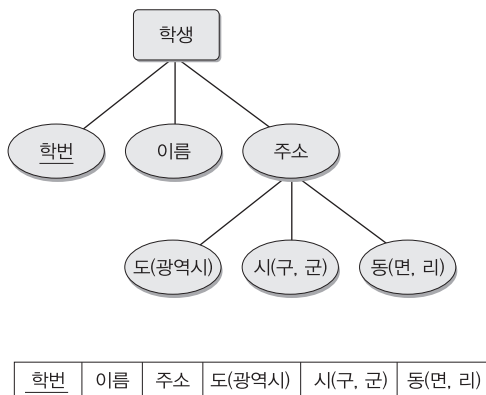 학생
학번 이름 주소
도(광역시) 시(구, 군) 동(면, 리)
학번 이름 주소 도(광역시) 시(구, 군) 동(면, 리)